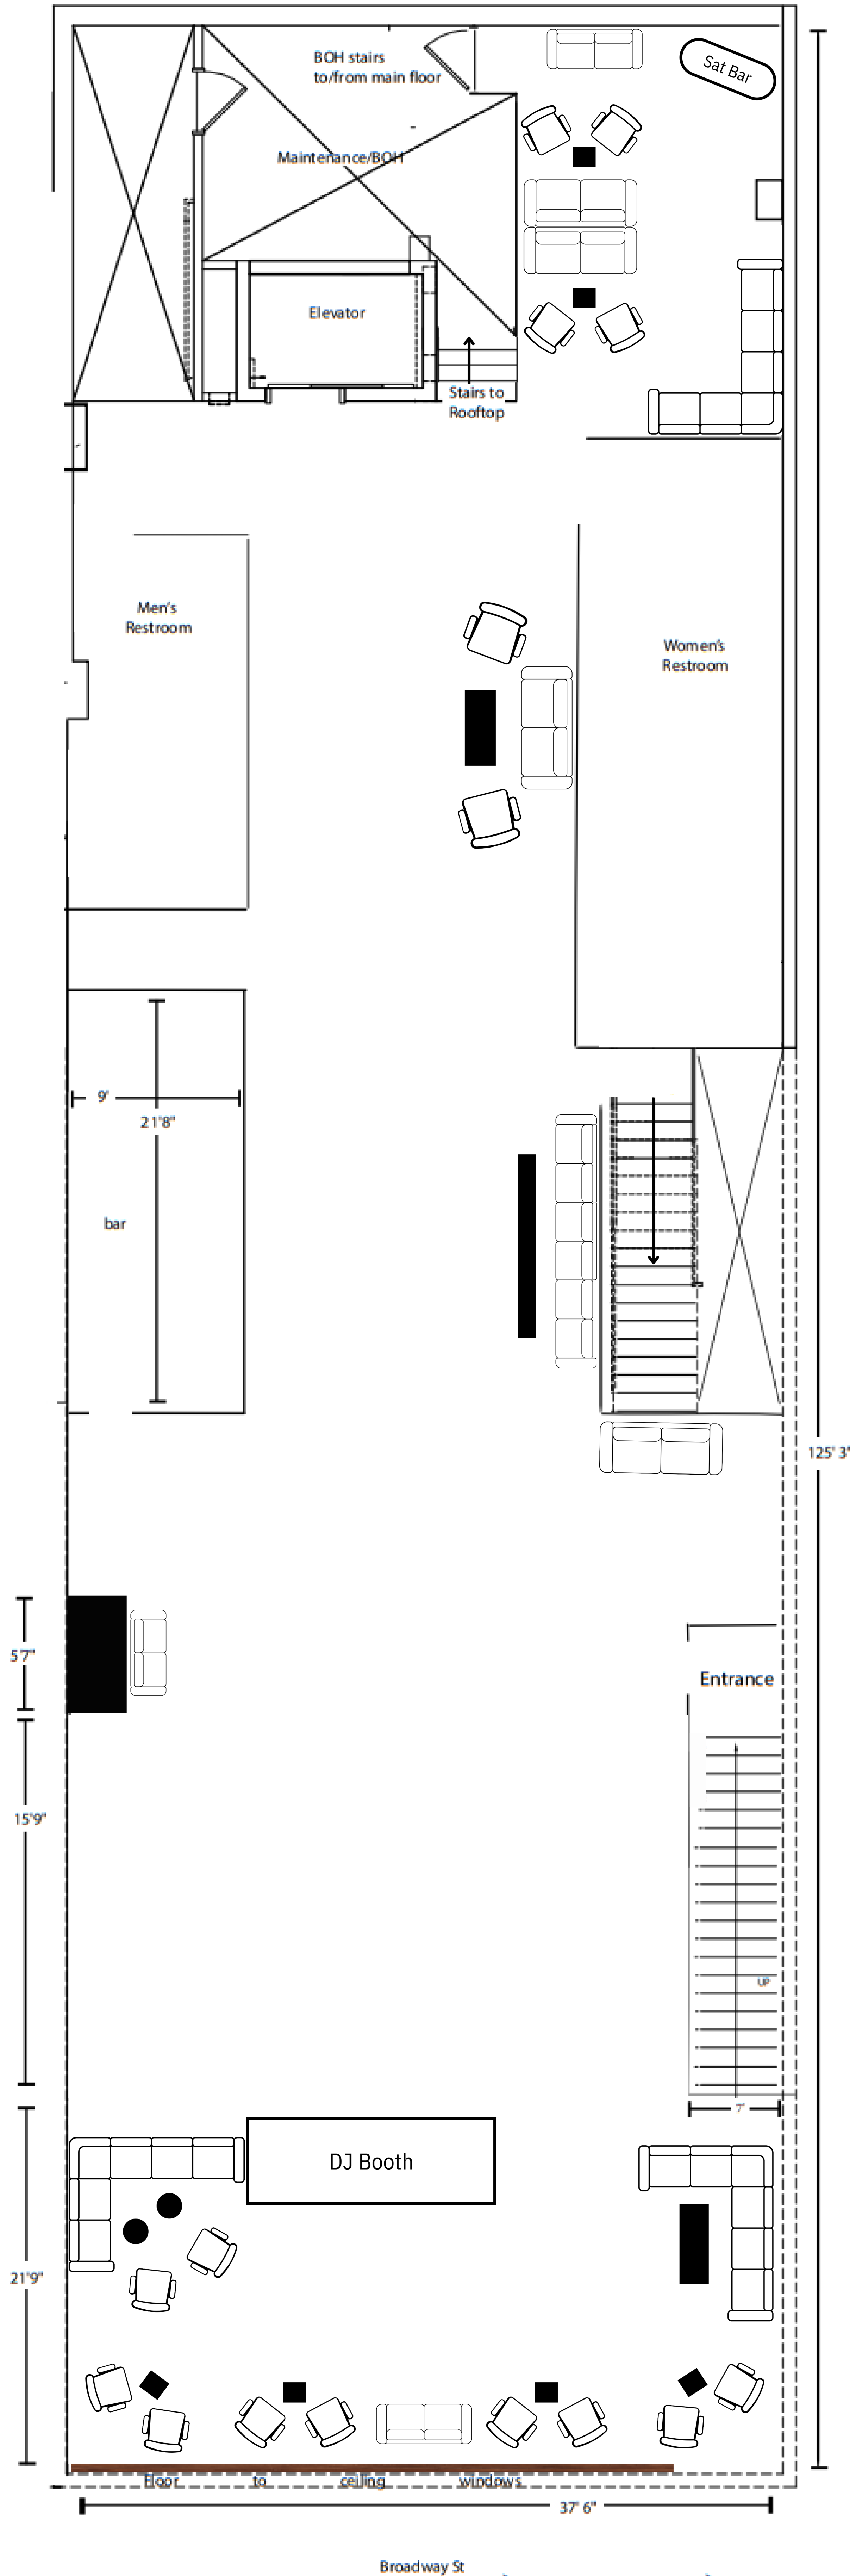 BOH stairs
to/from main floor
Sat Bar
Maintenance/BOH
Elevator
Stairs to
Rooftop
Men's
Restroom
Women's
Restroom
9'
21'8"
bar
125' 3"
5'7"
Entrance
15'9"
UP
7'
DJ Booth
21'9"
Floor to ceiling windows
37' 6"
Broadway St